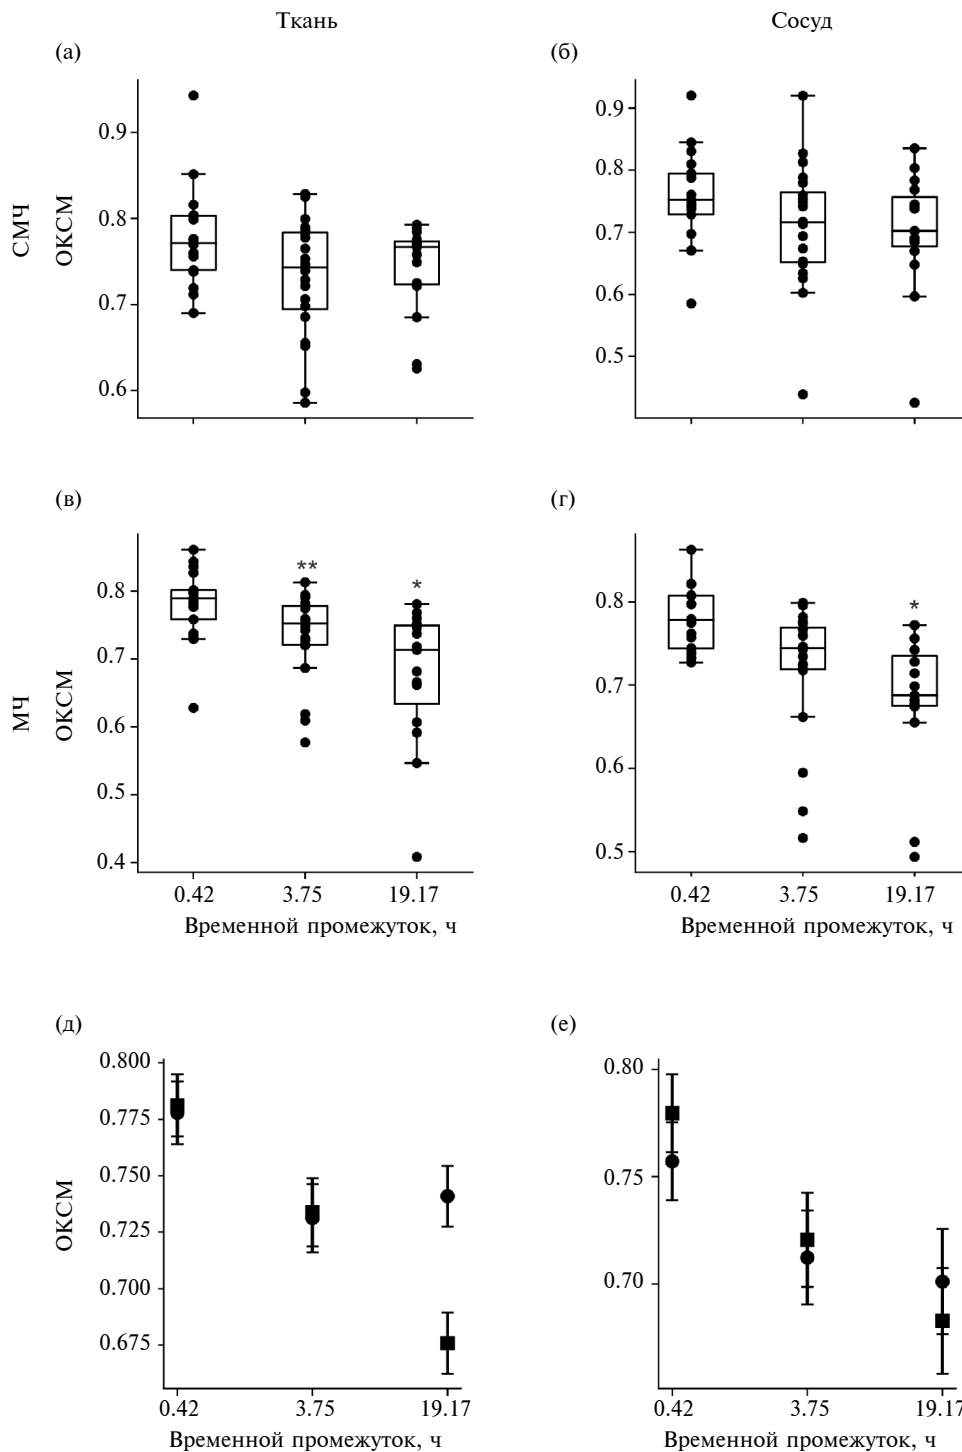 Ткань
Сосуд
(а)
(б)
0.9
0.8
0.7
0.6
СМЧ
ОКСМ
0.9
0.8
0.7
0.6
0.5
(в)
(г)
**
*
0.8
0.7
0.6
0.5
0.4
МЧ
ОКСМ
0.42
3.75
19.17
Временной промежуток, ч
*
0.8
0.7
0.6
0.5
0.42
3.75
19.17
Временной промежуток, ч
(д)
(е)
0.800
0.775
0.750
0.725
0.700
0.675
ОКСМ
0.42
3.75
19.17
Временной промежуток, ч
0.80
0.75
0.70
0.42
3.75
19.17
Временной промежуток, ч